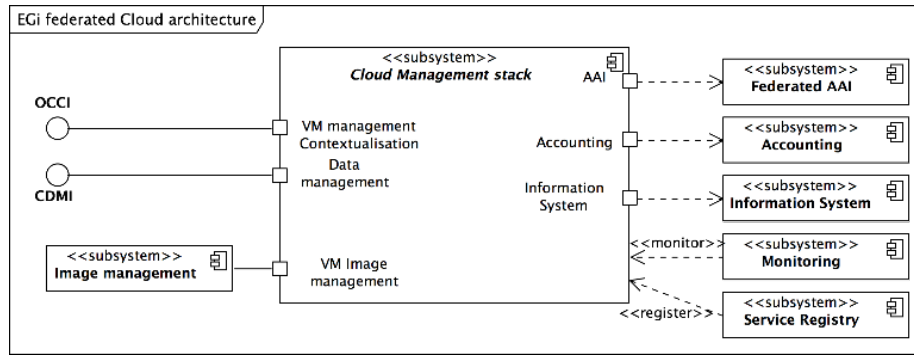 EGi federated Cloud architecture
<<subsystem>>
Cloud Management stack
AAI
<<subsystem>>
Federated AAI
OCCI
VM management
Contextualisation
Accounting
<<subsystem>>
Accounting
CDMI
Data
management
Information
System
<<subsystem>>
Information System
<<subsystem>>
Image management
VM Image
management
<<monitor>>
<<subsystem>>
Monitoring
<<register>>
<<subsystem>>
Service Registry